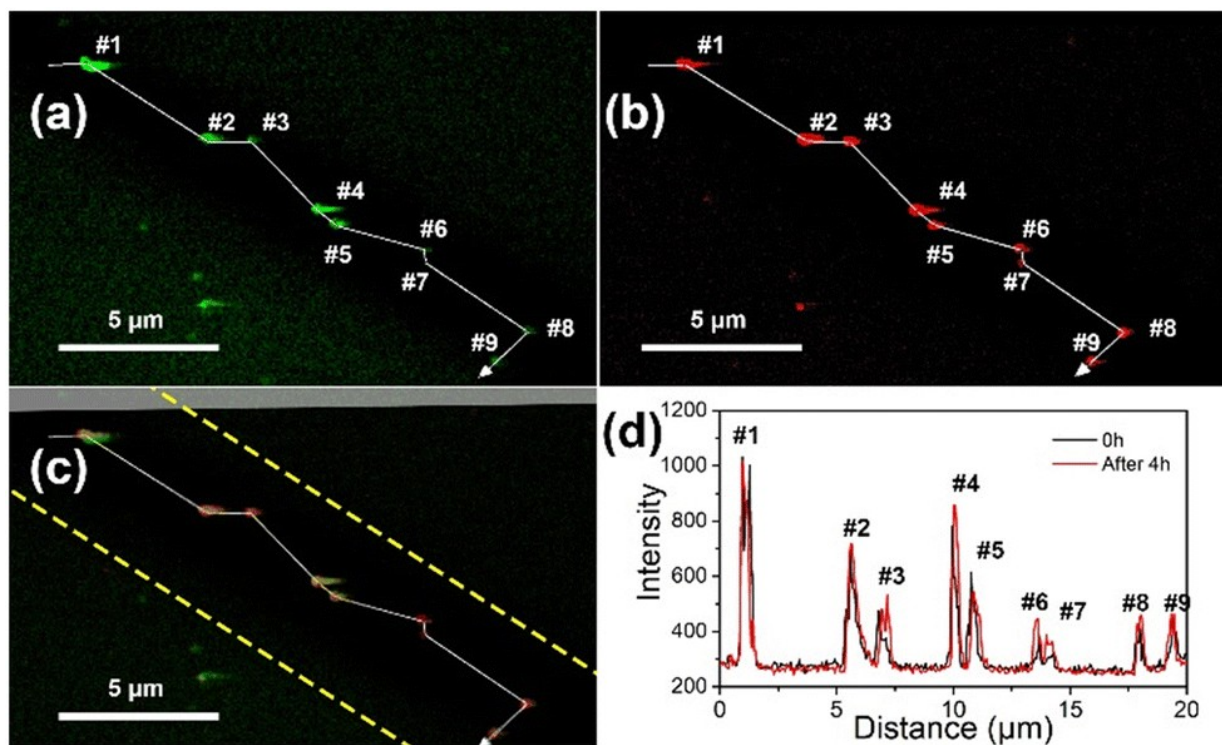 (a)
#1
#2
#3
#4
#5
#6
#7
#8
#9
5 µm
(b)
#1
#2
#3
#4
#5
#6
#7
#8
#9
5 µm
(c)
5 µm
(d)
Intensity
1200
1000
800
600
400
200
0h
After 4h
#1
#2
#3
#4
#5
#6
#7
#8
#9
0 5 10 15 20
Distance (µm)